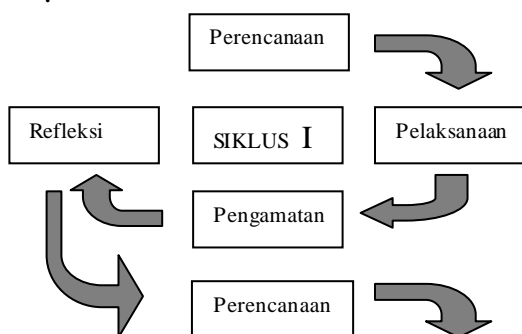 Perencanaan
Refleksi
SIKLUS I
Pelaksanaan
Pengamatan
Perencanaan